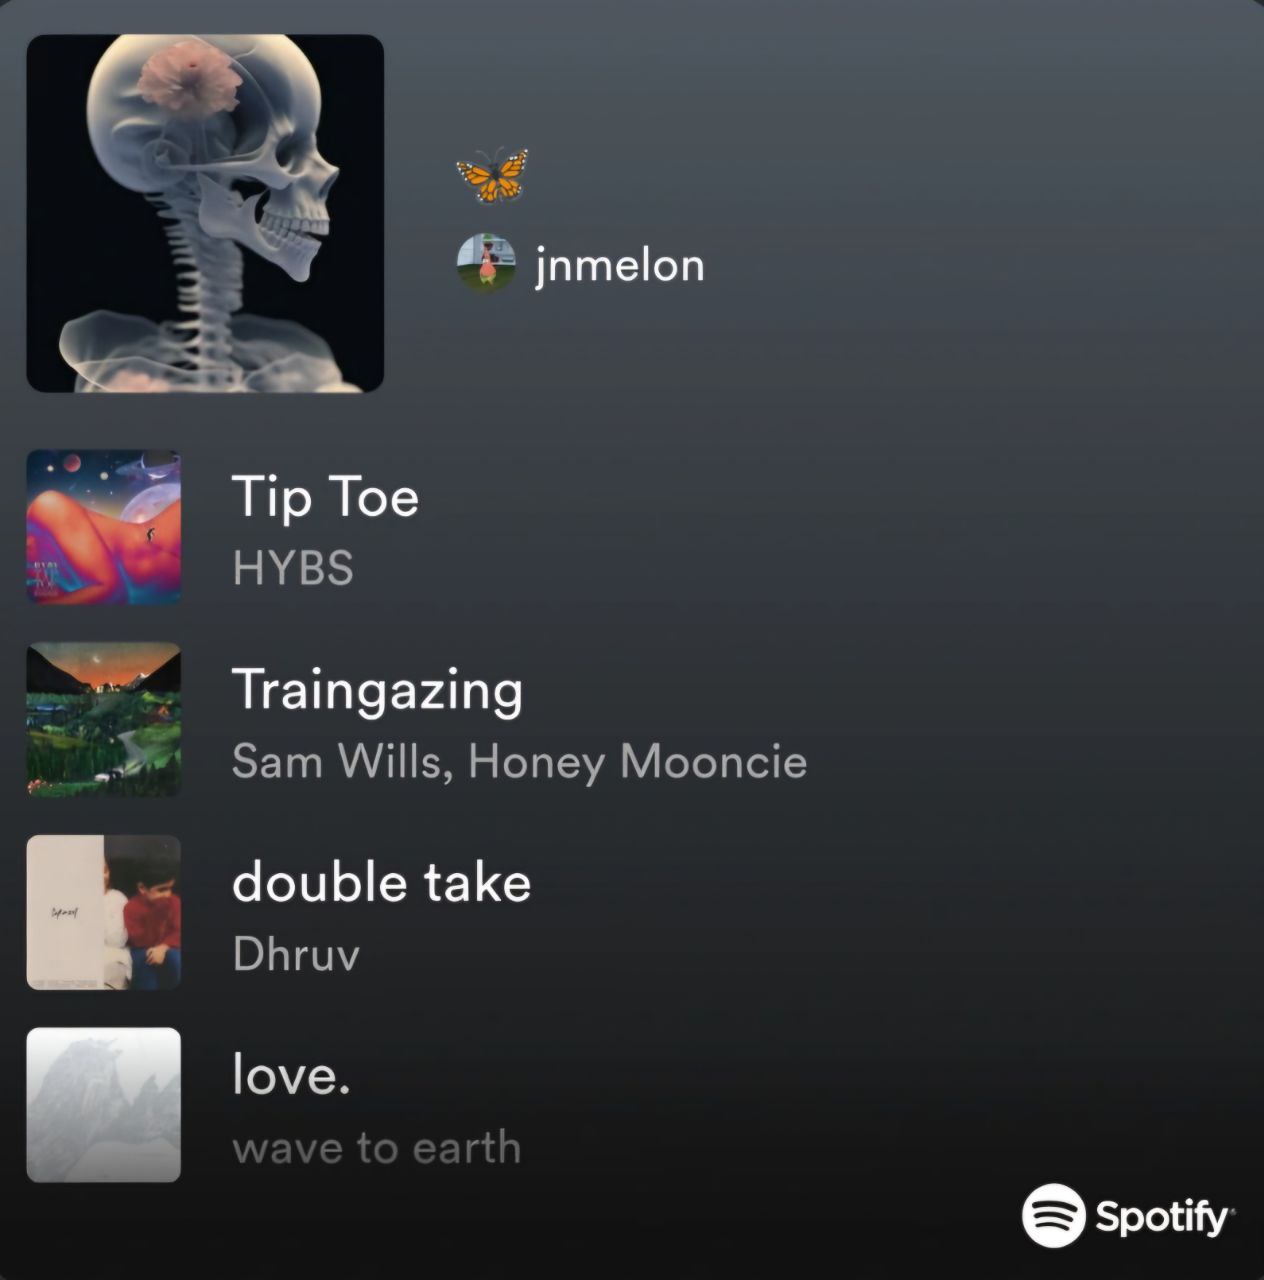 🦋
jnmelon
Tip Toe
HYBS
Traingazing
Sam Wills, Honey Mooncie
double take
Dhruv
love.
wave to earth
Spotify